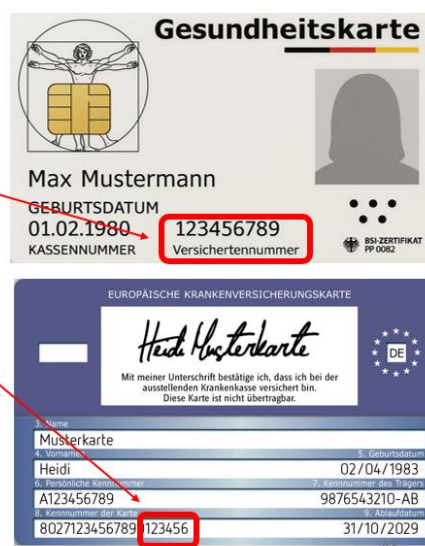 Gesundheitskarte
Max Mustermann
GEBURTSDATUM
01.02.1980 123456789
KASSENNUMMER Versichertennummer
BSI-ZERTIFIKAT
PP 0082
EUROPÄISCHE KRANKENVERSICHERUNGSKARTE
Heidi Musterkarte
DE
Mit meiner Unterschrift bestätige ich, dass ich bei der
ausstellenden Krankenkasse versichert bin.
Diese Karte ist nicht übertragbar.
3. Name
Musterkarte
4. Vornamen 5. Geburtsdatum
Heidi 02/04/1983
6. Persönliche Kennnummer 7. Kennnummer des Trägers
A123456789 9876543210-AB
8. Kennnummer der Karte 9. Ablaufdatum
80271234567890123456 31/10/2029